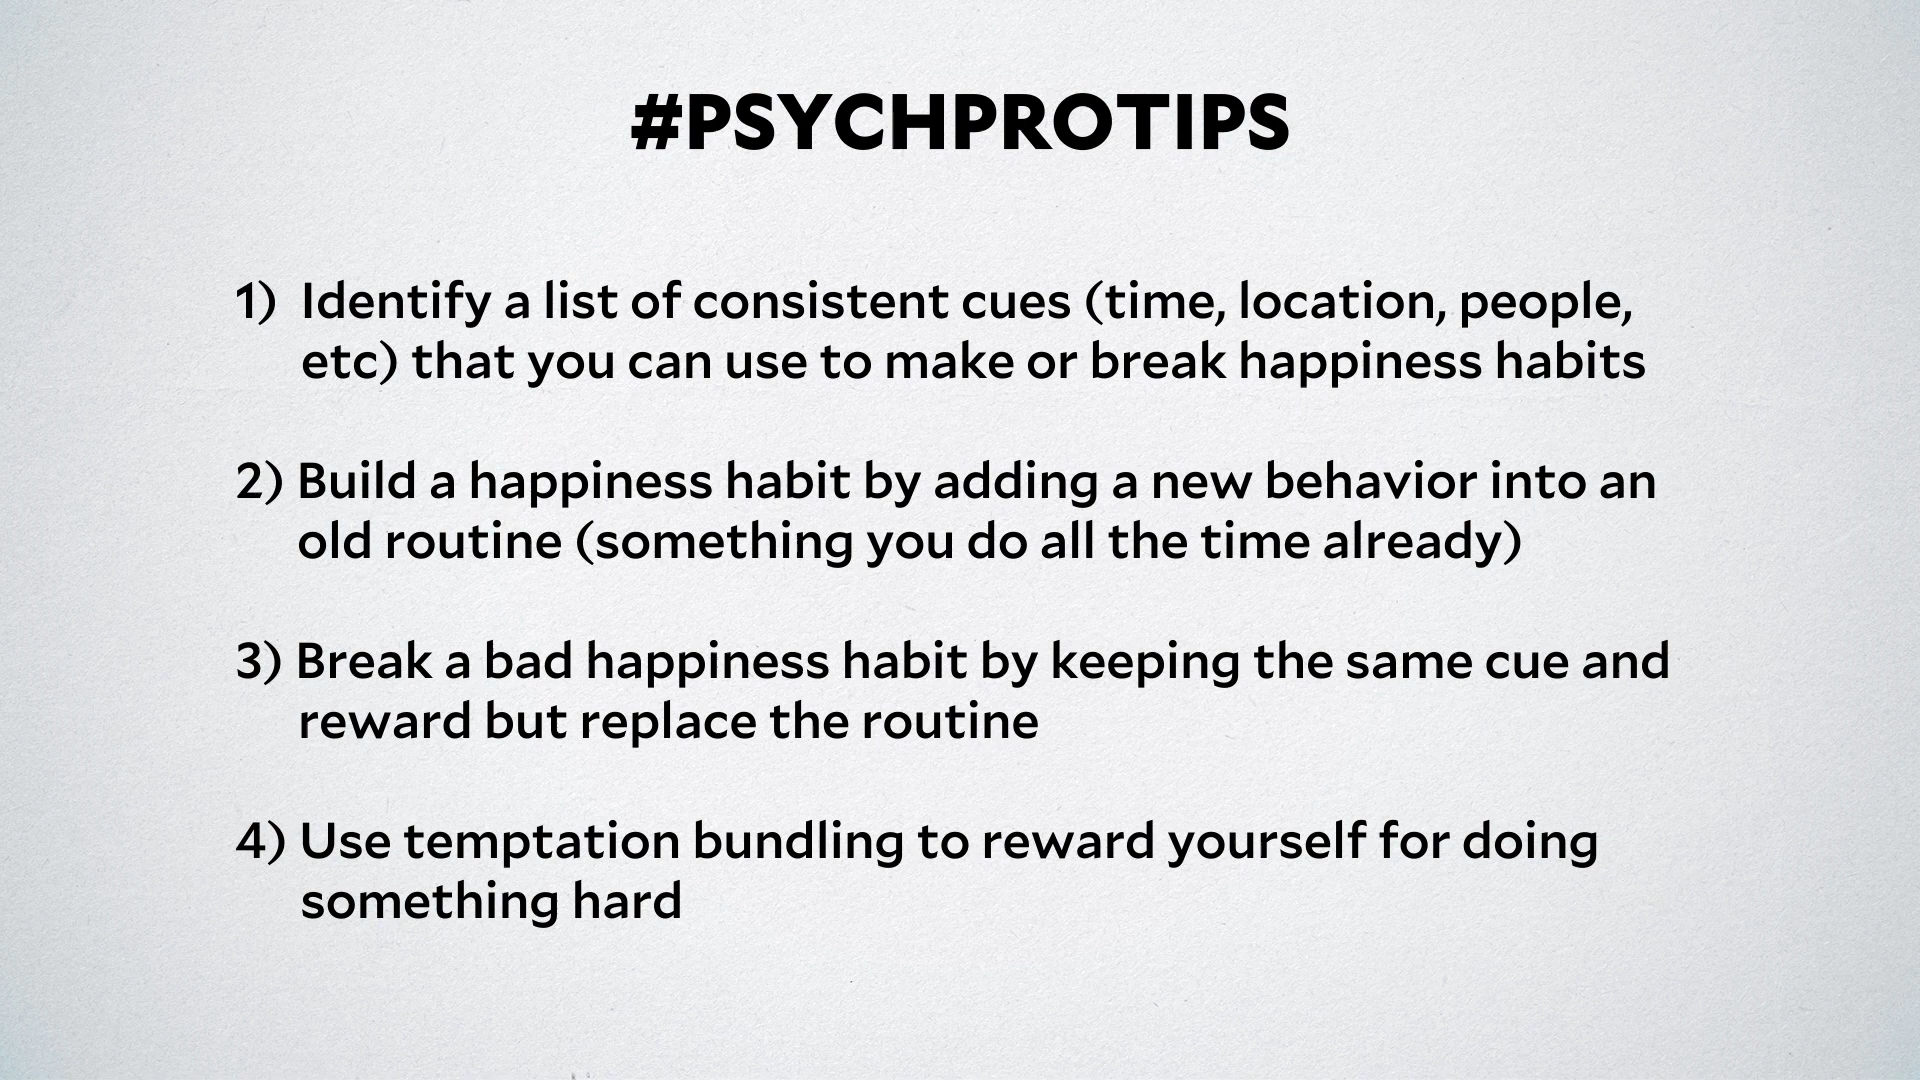 #PSYCHPROTIPS
1) Identify a list of consistent cues (time, location, people,
etc) that you can use to make or break happiness habits
2) Build a happiness habit by adding a new behavior into an
old routine (something you do all the time already)
3) Break a bad happiness habit by keeping the same cue and
reward but replace the routine
4) Use temptation bundling to reward yourself for doing
something hard